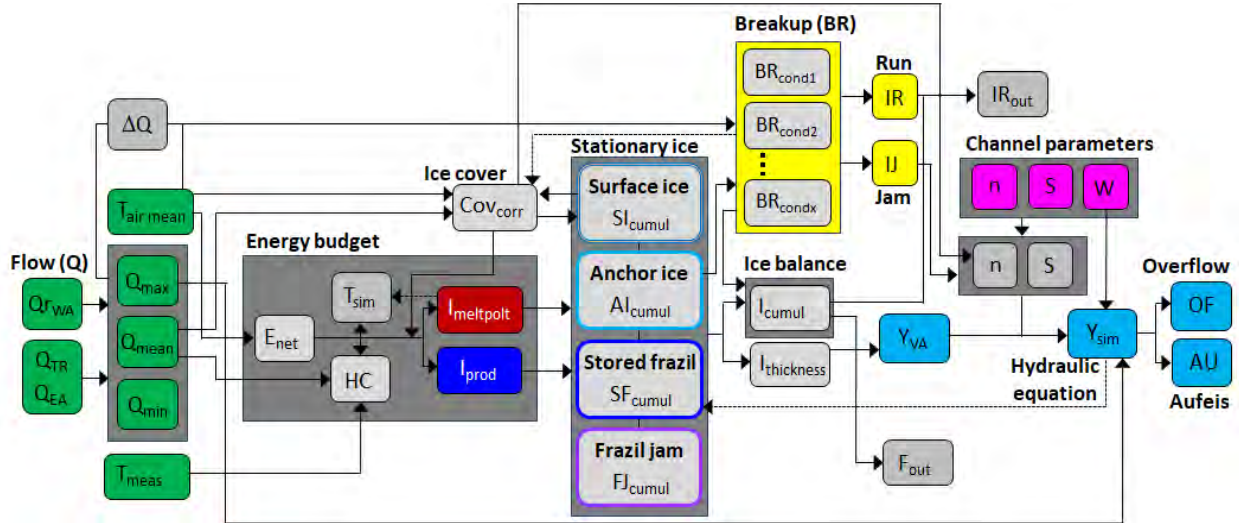 Breakup (BR)
BRcond1
BRcond2
BRcondx
Run
IR
IJ
Jam
IRout
ΔQ
Channel parameters
n S W
n S
Stationary ice
Surface ice
SIcumul
Anchor ice
AIcumul
Stored frazil
SFcumul
Frazil jam
FJcumul
Ice cover
Covcorr
Tair mean
Energy budget
Tsim
Imeltpolt
Enet
HC
Iprod
Flow (Q)
QrWA
QTR
QEA
Qmax
Qmean
Qmin
Tmeas
Ice balance
Icumul
Ithickness
YVA
Ysim
Hydraulic
equation
Overflow
OF
AU
Aufeis
Fout